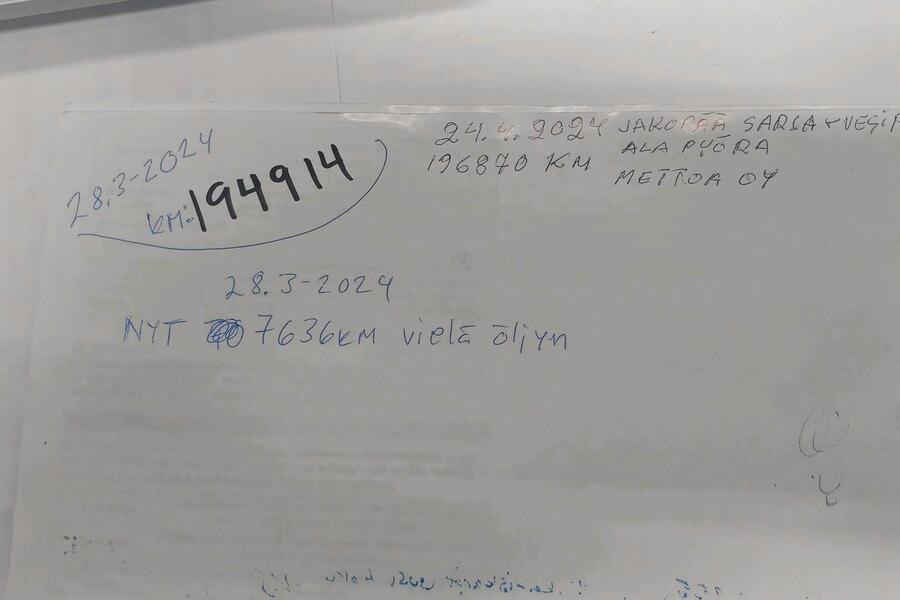 28.3-2024
KM: 194914
24.4.2024 JAKOPÄÄ SARJA + VESIP
196870 KM ALA PYÖRA
METTOA OY
28.3-2024
NYT 7636KM vielä öljyn